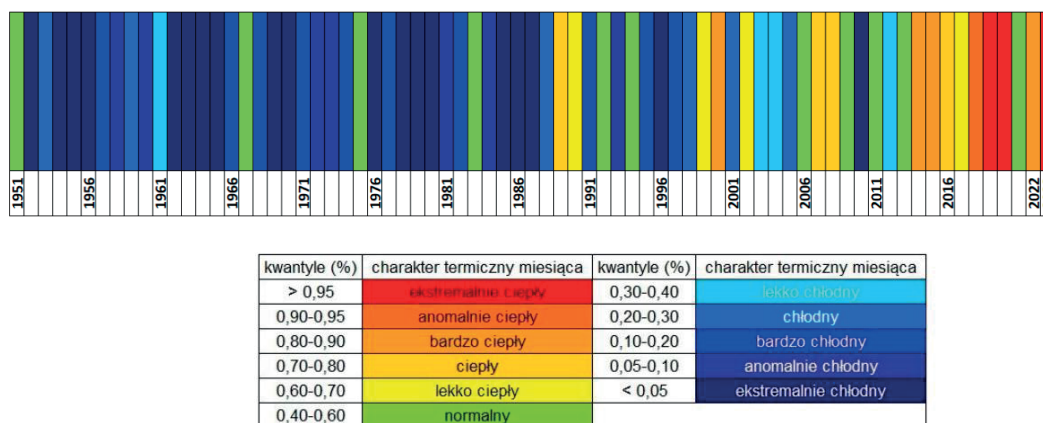 1951 1956 1961 1966 1971 1976 1981 1986 1991 1996 2001 2006 2011 2016 2022
kwantyle (%) charakter termiczny miesiąca kwantyle (%) charakter termiczny miesiąca
> 0,95 ekstremalnie ciepły 0,30-0,40 lekko chłodny
0,90-0,95 anomalnie ciepły 0,20-0,30 chłodny
0,80-0,90 bardzo ciepły 0,10-0,20 bardzo chłodny
0,70-0,80 ciepły 0,05-0,10 anomalnie chłodny
0,60-0,70 lekko ciepły < 0,05 ekstremalnie chłodny
0,40-0,60 normalny